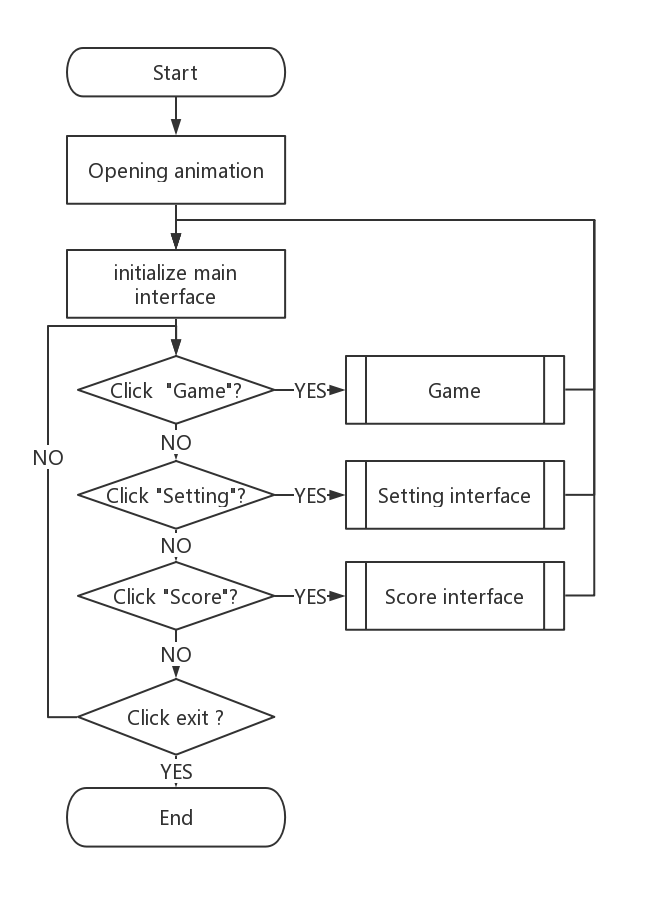 Start
Opening animation
initialize main
interface
Click "Game"?
YES
Game
NO
NO
Click "Setting"?
YES
Setting interface
NO
Click "Score"?
YES
Score interface
NO
Click exit ?
YES
End